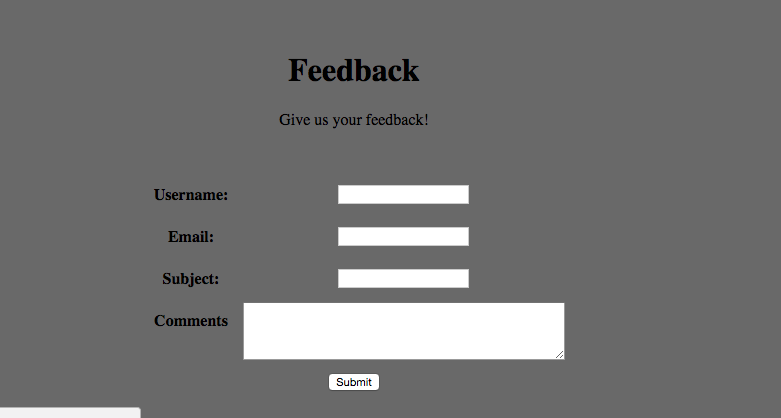 Feedback
Give us your feedback!
Username:
Email:
Subject:
Comments
Submit